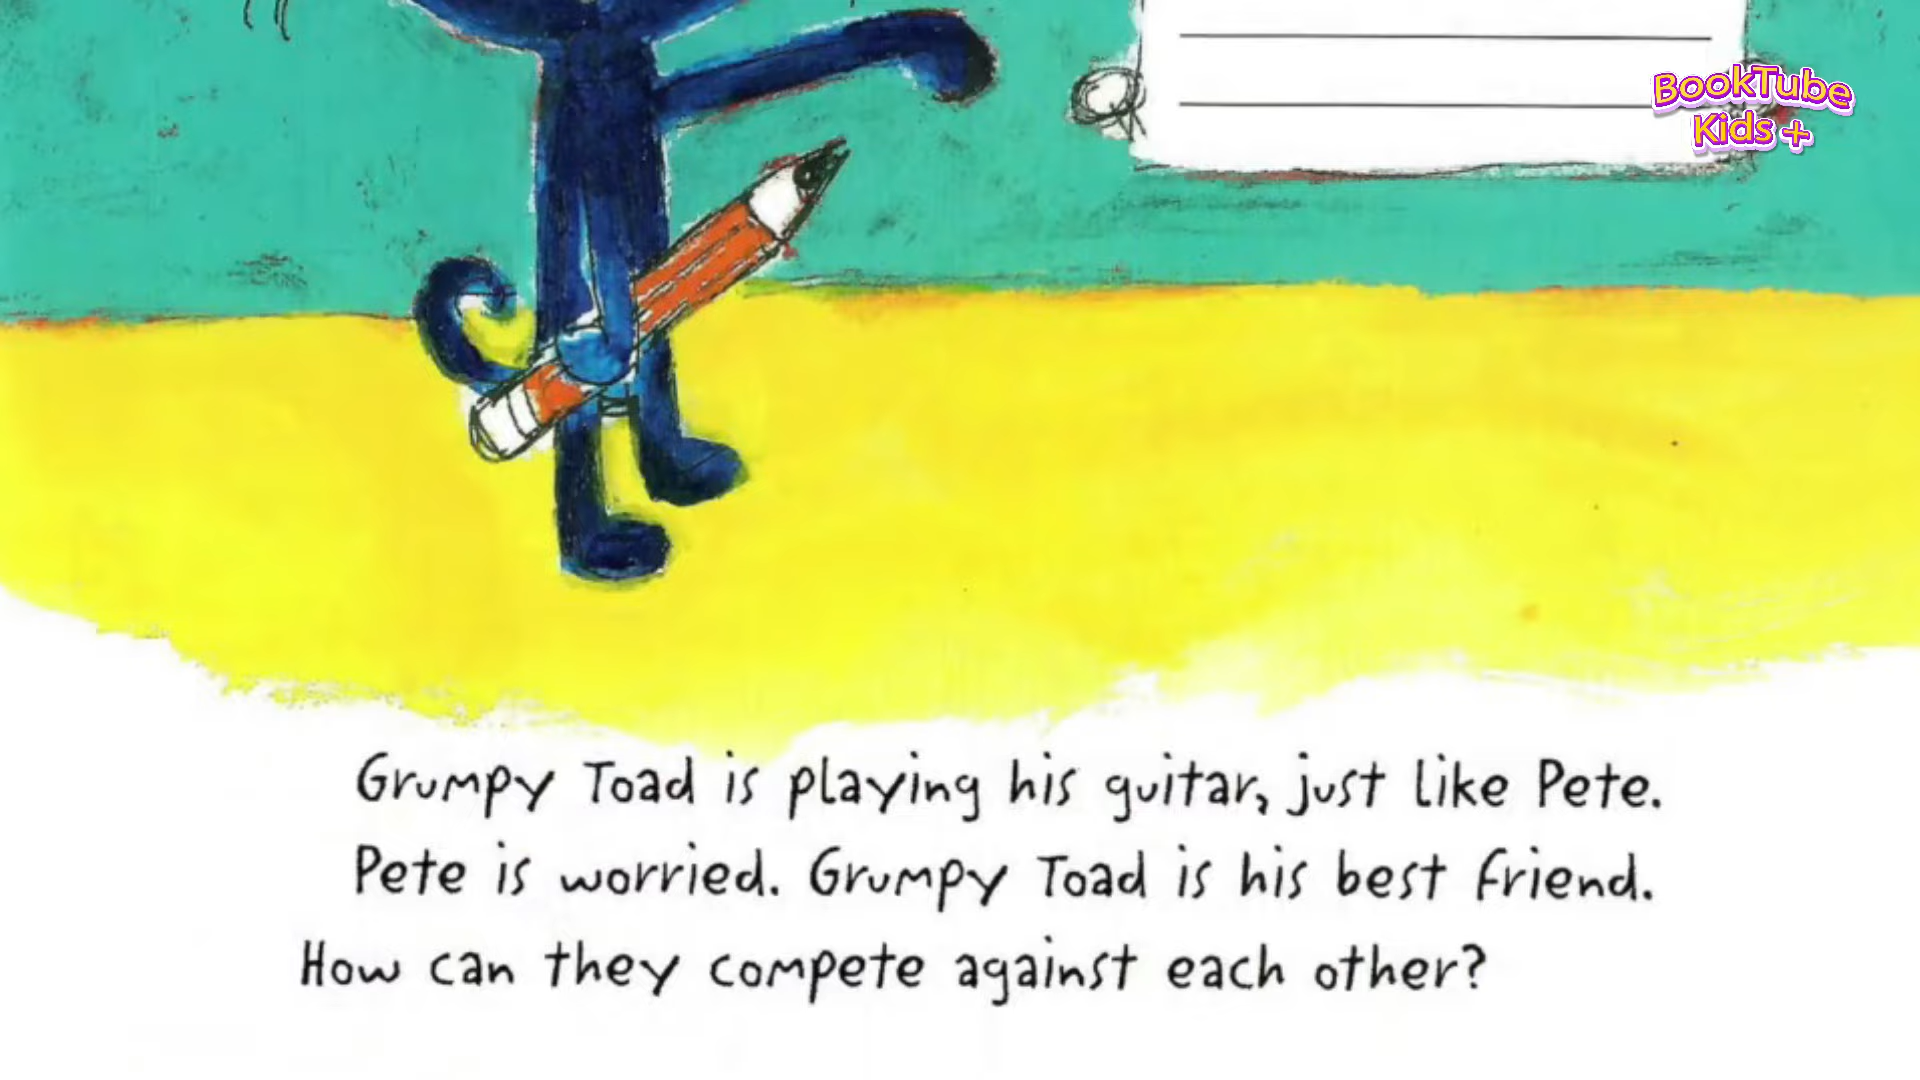 BookTube
Kids +
Grumpy Toad is playing his guitar, just like Pete.
Pete is worried. Grumpy Toad is his best friend.
How can they compete against each other?